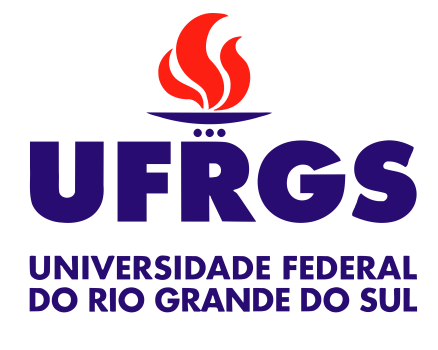 UFRGS
UNIVERSIDADE FEDERAL
DO RIO GRANDE DO SUL